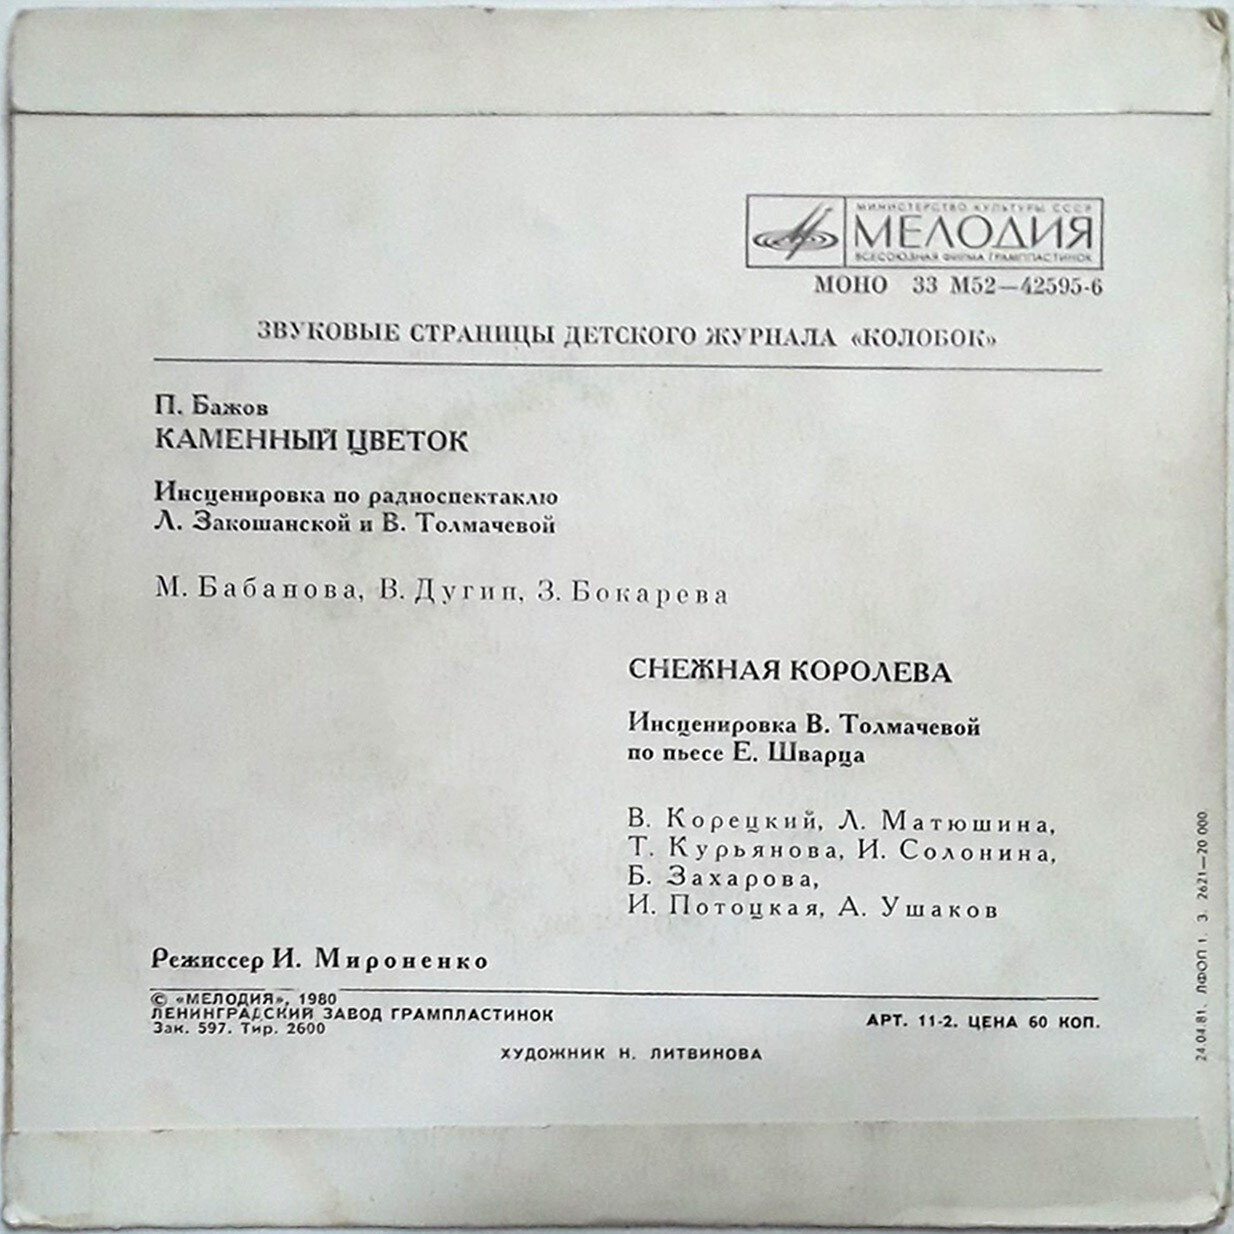 МИНИСТЕРСТВО КУЛЬТУРЫ СССР
МЕЛОДИЯ
ВСЕСОЮЗНАЯ ФИРМА ГРАМПЛАСТИНОК
МОНО 33 М52—42595-6
ЗВУКОВЫЕ СТРАНИЦЫ ДЕТСКОГО ЖУРНАЛА «КОЛОБОК»
П. Бажов
КАМЕННЫЙ ЦВЕТОК
Инсценировка по радиоспектаклю
Л. Закошанской и В. Толмачевой
М. Бабанова, В. Дугин, З. Бокарева
СНЕЖНАЯ КОРОЛЕВА
Инсценировка В. Толмачевой
по пьесе Е. Шварца
В. Корецкий, Л. Матюшина,
Т. Курьянова, И. Солонина,
Б. Захарова,
И. Потоцкая, А. Ушаков
Режиссер И. Мироненко
© «МЕЛОДИЯ», 1980
ЛЕНИНГРАДСКИЙ ЗАВОД ГРАМПЛАСТИНОК
Зак. 597. Тир. 2600
АРТ. 11-2. ЦЕНА 60 КОП.
ХУДОЖНИК Н. ЛИТВИНОВА
24.04.81. ЛФОП 1. З. 2621—20 000.